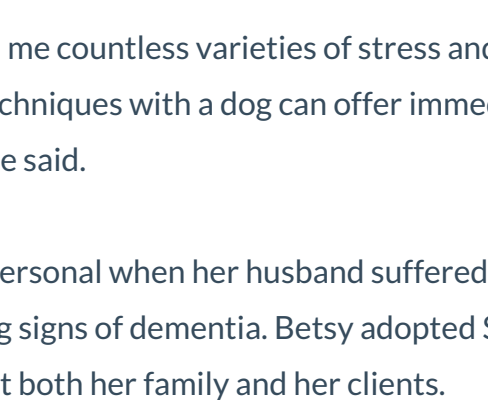 me countless varieties of stress and
chniques with a dog can offer imme
e said.
ersonal when her husband suffered
g signs of dementia. Betsy adopted S
t both her family and her clients.